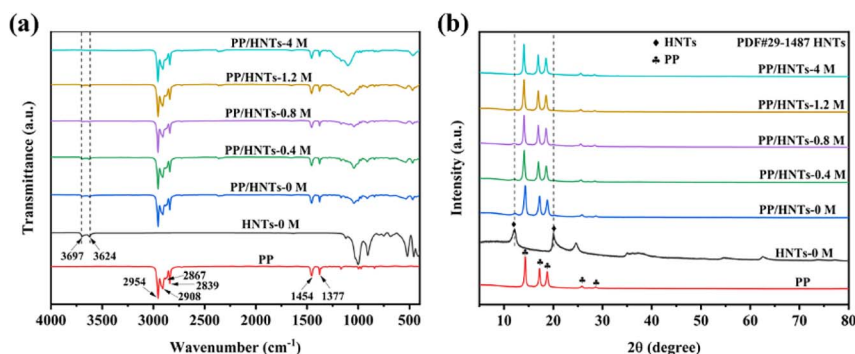 (a)
PP/HNTs-4 M
PP/HNTs-1.2 M
PP/HNTs-0.8 M
PP/HNTs-0.4 M
PP/HNTs-0 M
HNTs-0 M
3697
3624
PP
2867
2954
2839
2908
1454
1377
Transmittance (a.u.)
4000 3500 3000 2500 2000 1500 1000 500
Wavenumber (cm⁻¹)
(b)
♦ HNTs PDF#29-1487 HNTs
♣ PP
PP/HNTs-4 M
PP/HNTs-1.2 M
PP/HNTs-0.8 M
PP/HNTs-0.4 M
PP/HNTs-0 M
HNTs-0 M
PP
Intensity (a.u.)
10 20 30 40 50 60 70 80
2θ (degree)